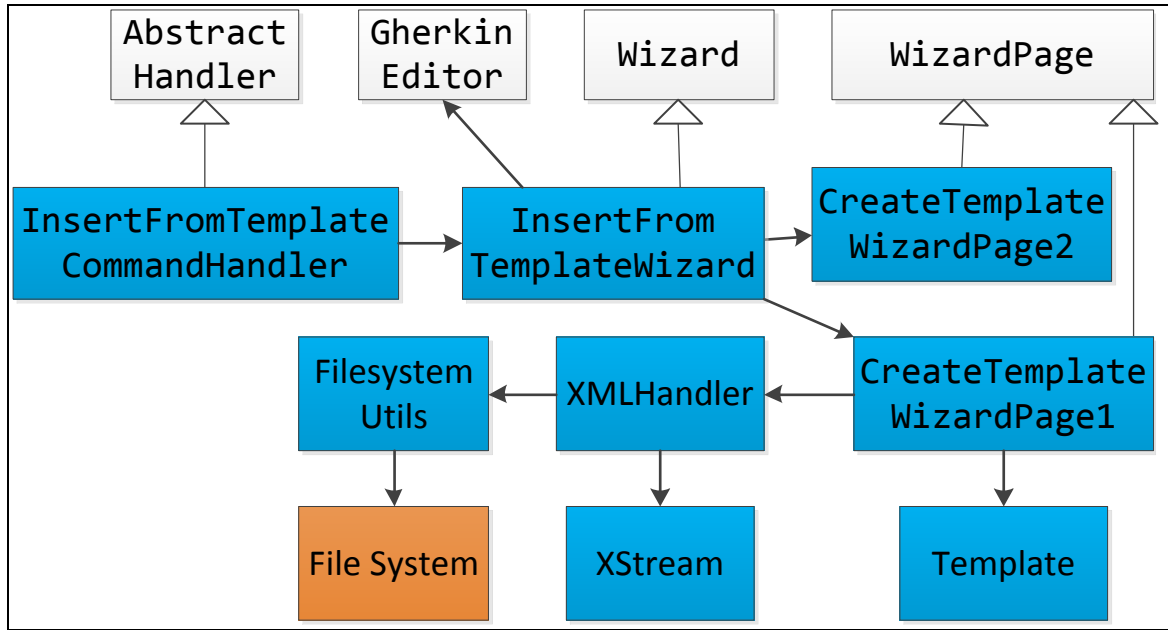 Abstract
Handler
Gherkin
Editor
Wizard
WizardPage
InsertFromTemplate
CommandHandler
InsertFrom
TemplateWizard
CreateTemplate
WizardPage2
Filesystem
Utils
XMLHandler
CreateTemplate
WizardPage1
File System
XStream
Template